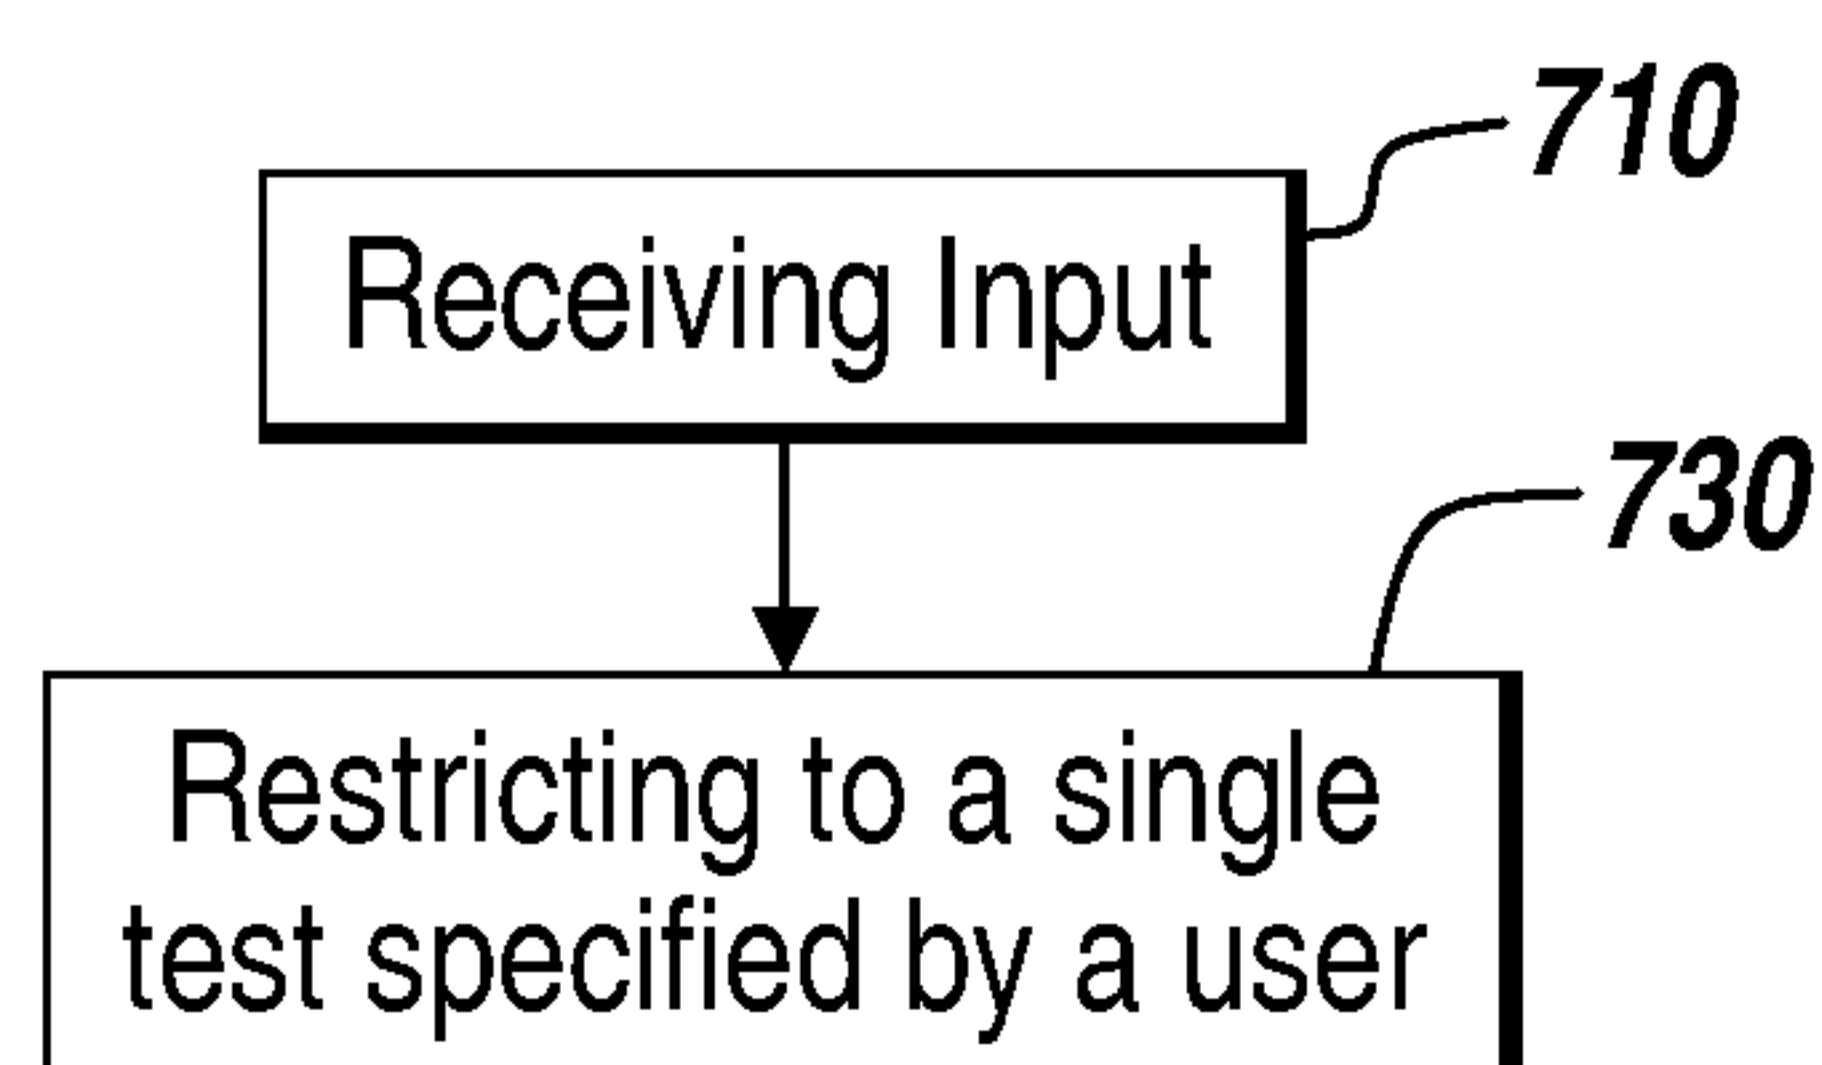 710
Receiving Input
730
Restricting to a single
test specified by a user